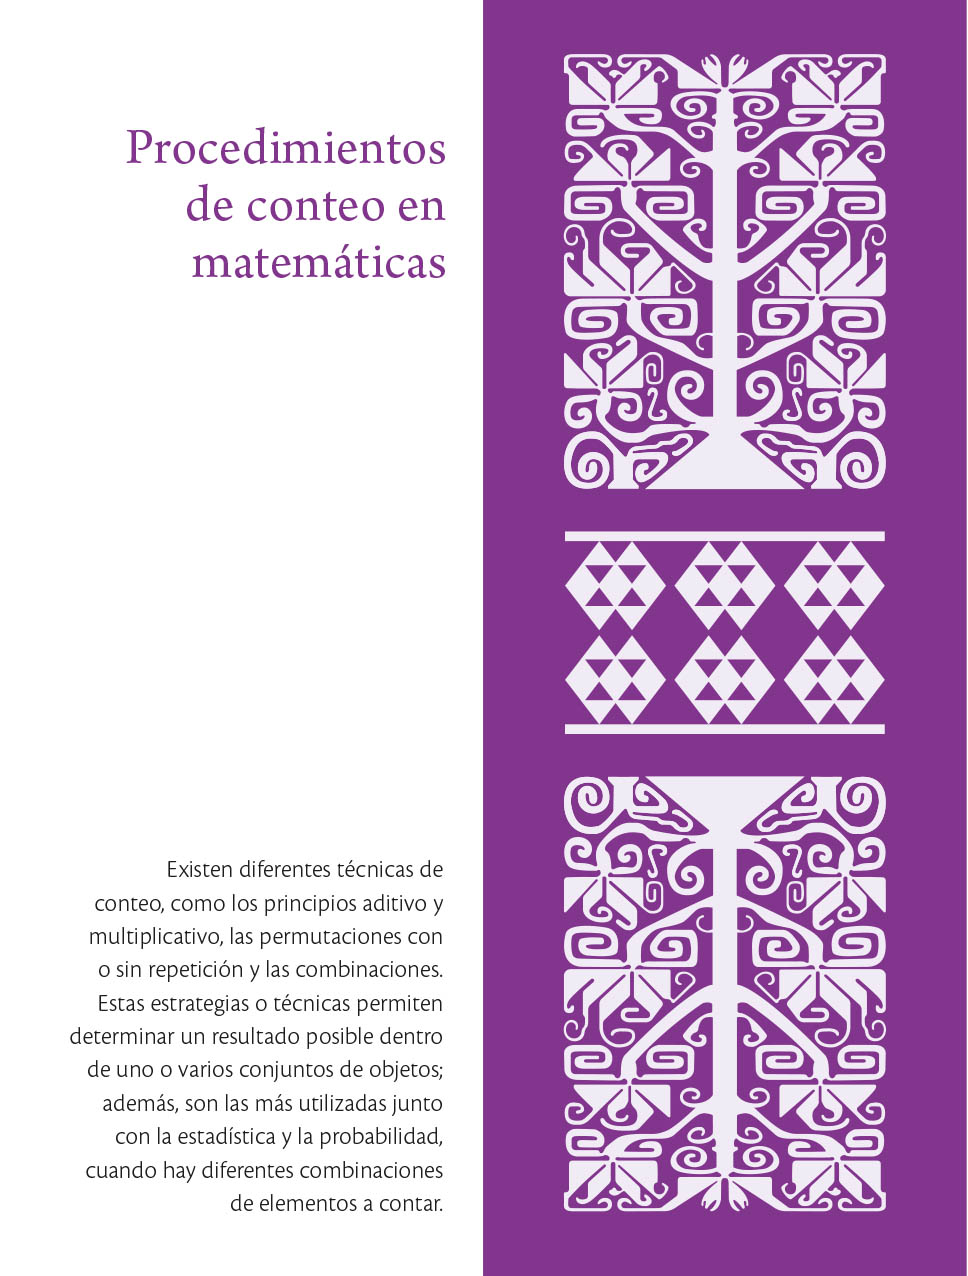 Procedimientos
de conteo en
matemáticas
Existen diferentes técnicas de
conteo, como los principios aditivo y
multiplicativo, las permutaciones con
o sin repetición y las combinaciones.
Estas estrategias o técnicas permiten
determinar un resultado posible dentro
de uno o varios conjuntos de objetos;
además, son las más utilizadas junto
con la estadística y la probabilidad,
cuando hay diferentes combinaciones
de elementos a contar.